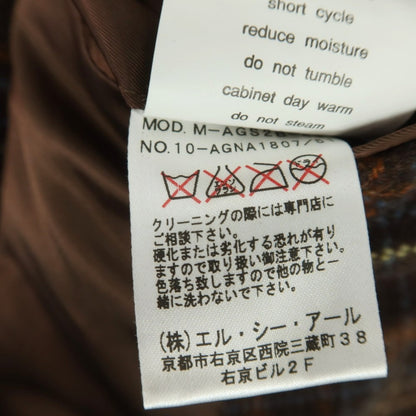 short cycle
reduce moisture
do not tumble
cabinet day warm
do not steam
MOD. M-AGS26
NO. 10-AGNA1807/
クリーニングの際には専門店に
ご相談下さい。
硬化または劣化する恐れが有り
ますので取り扱い御注意下さい。
色落ち致しますので他の物と一
緒に洗わないで下さい。
(株)エル・シー・アール
京都市右京区西院三蔵町38
右京ビル2F